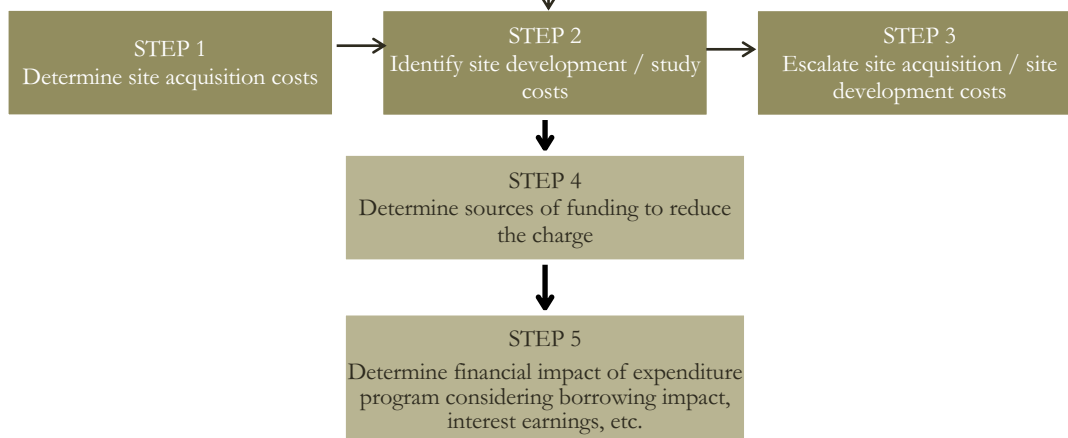 STEP 1
Determine site acquisition costs
STEP 2
Identify site development / study
costs
STEP 3
Escalate site acquisition / site
development costs
STEP 4
Determine sources of funding to reduce
the charge
STEP 5
Determine financial impact of expenditure
program considering borrowing impact,
interest earnings, etc.